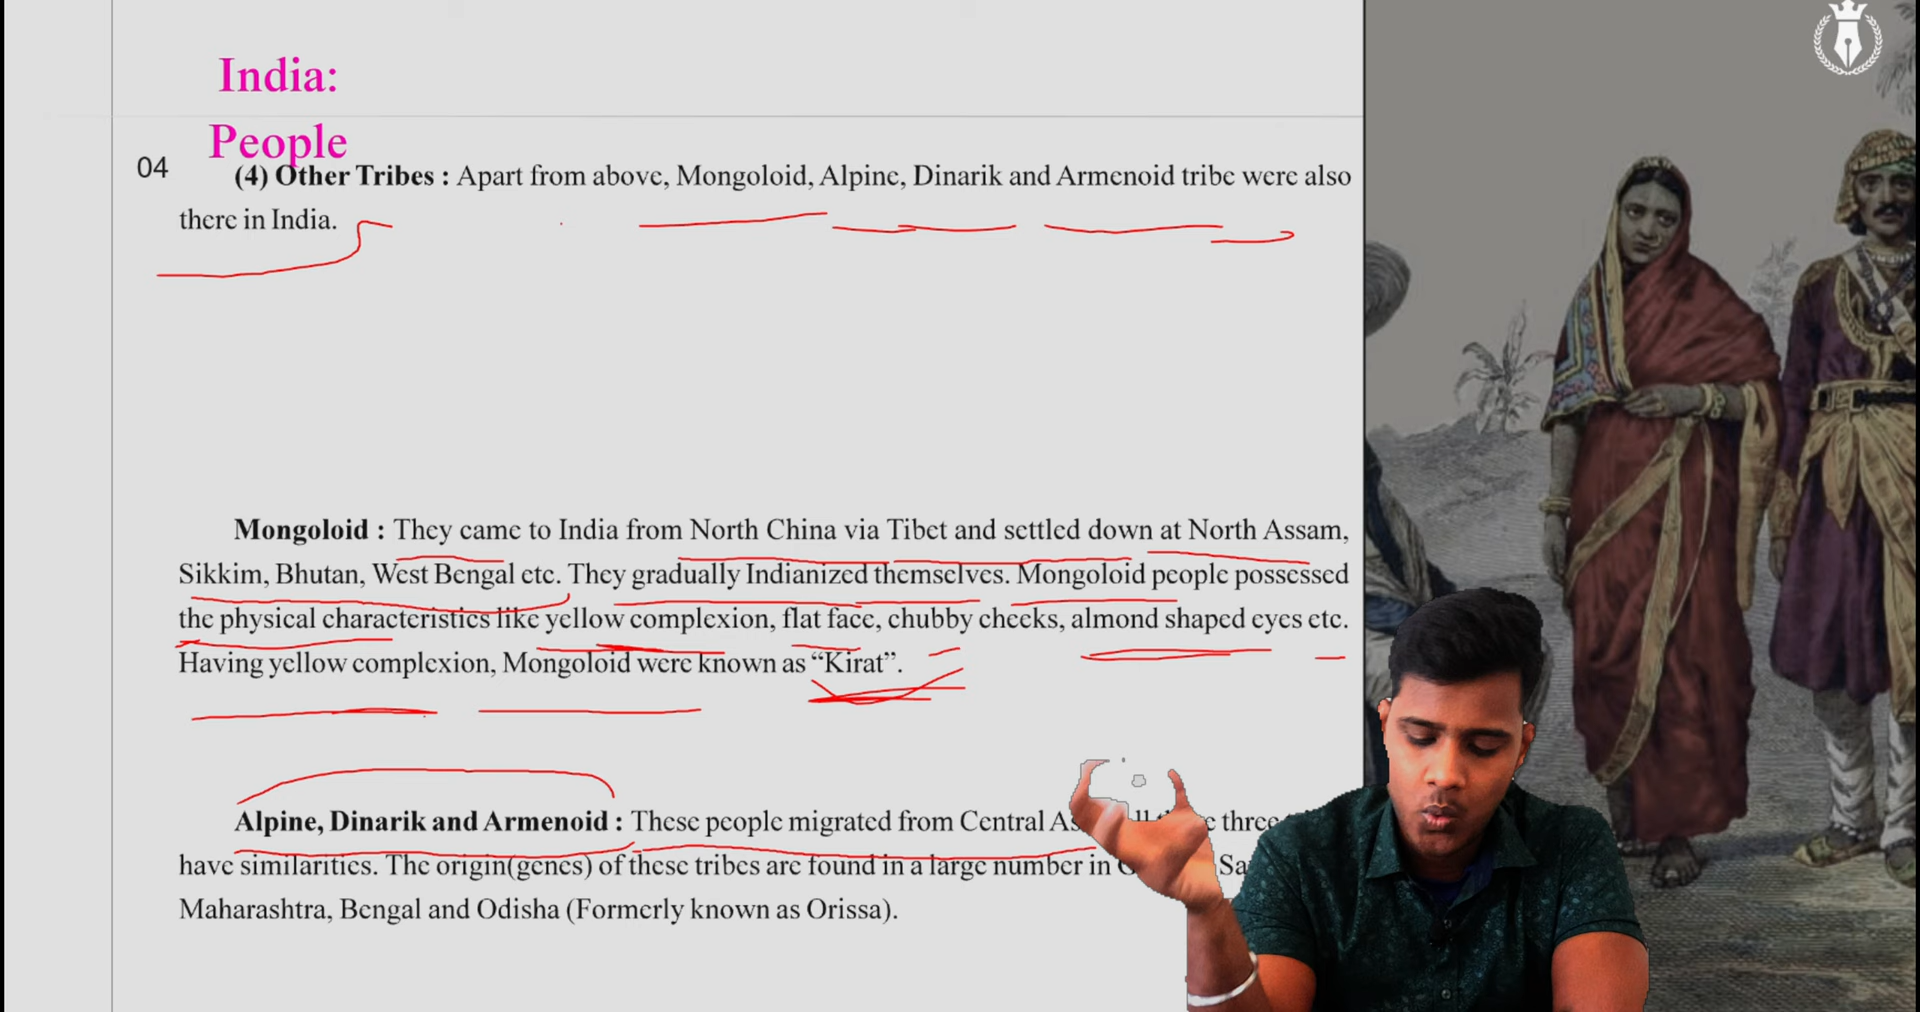 India:
People
04
(4) Other Tribes : Apart from above, Mongoloid, Alpine, Dinarik and Armenoid tribe were also
there in India.
Mongoloid : They came to India from North China via Tibet and settled down at North Assam,
Sikkim, Bhutan, West Bengal etc. They gradually Indianized themselves. Mongoloid people possessed
the physical characteristics like yellow complexion, flat face, chubby cheeks, almond shaped eyes etc.
Having yellow complexion, Mongoloid were known as “Kirat”.
Alpine, Dinarik and Armenoid : These people migrated from Central three
have similarities. The origin(genes) of these tribes are found in a large number in
Maharashtra, Bengal and Odisha (Formerly known as Orissa).